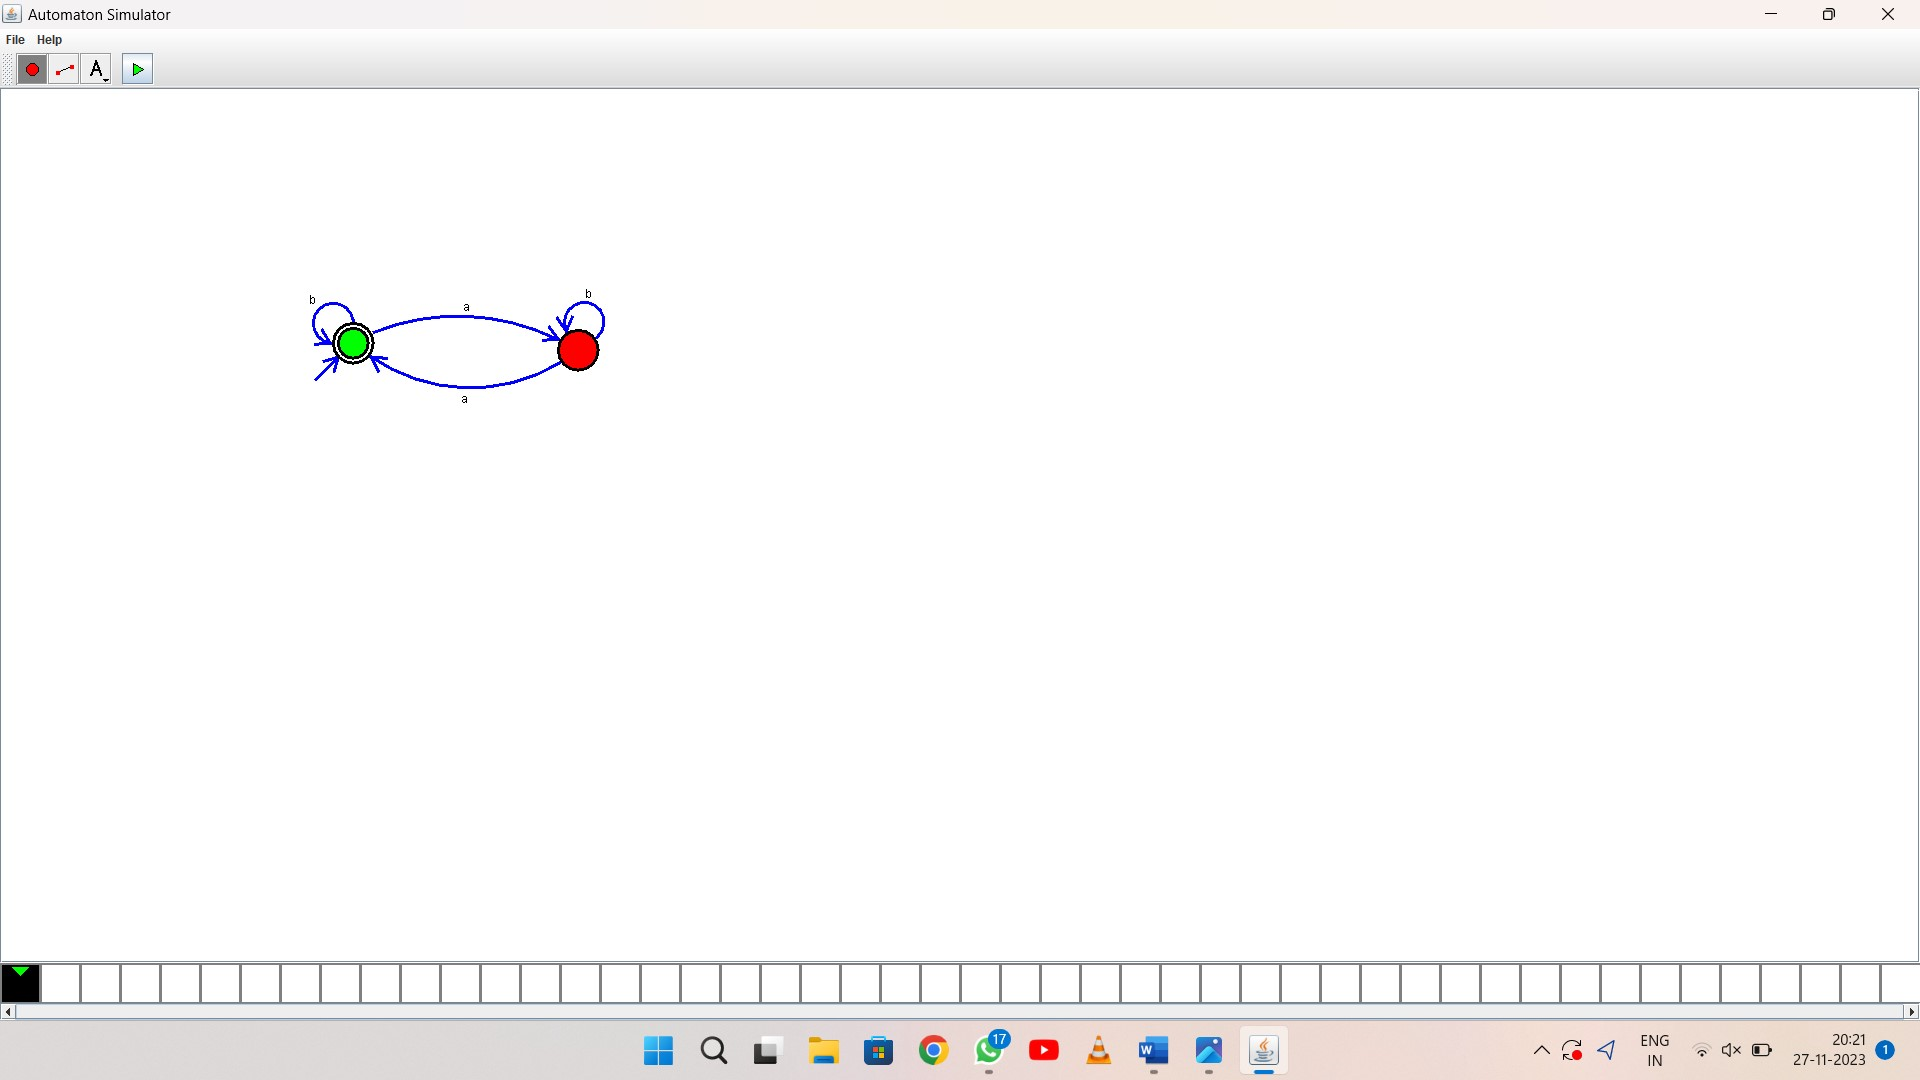 Automaton Simulator
File Help
A
b
a
b
a
17
W
ENG
IN
20:21
27-11-2023
1